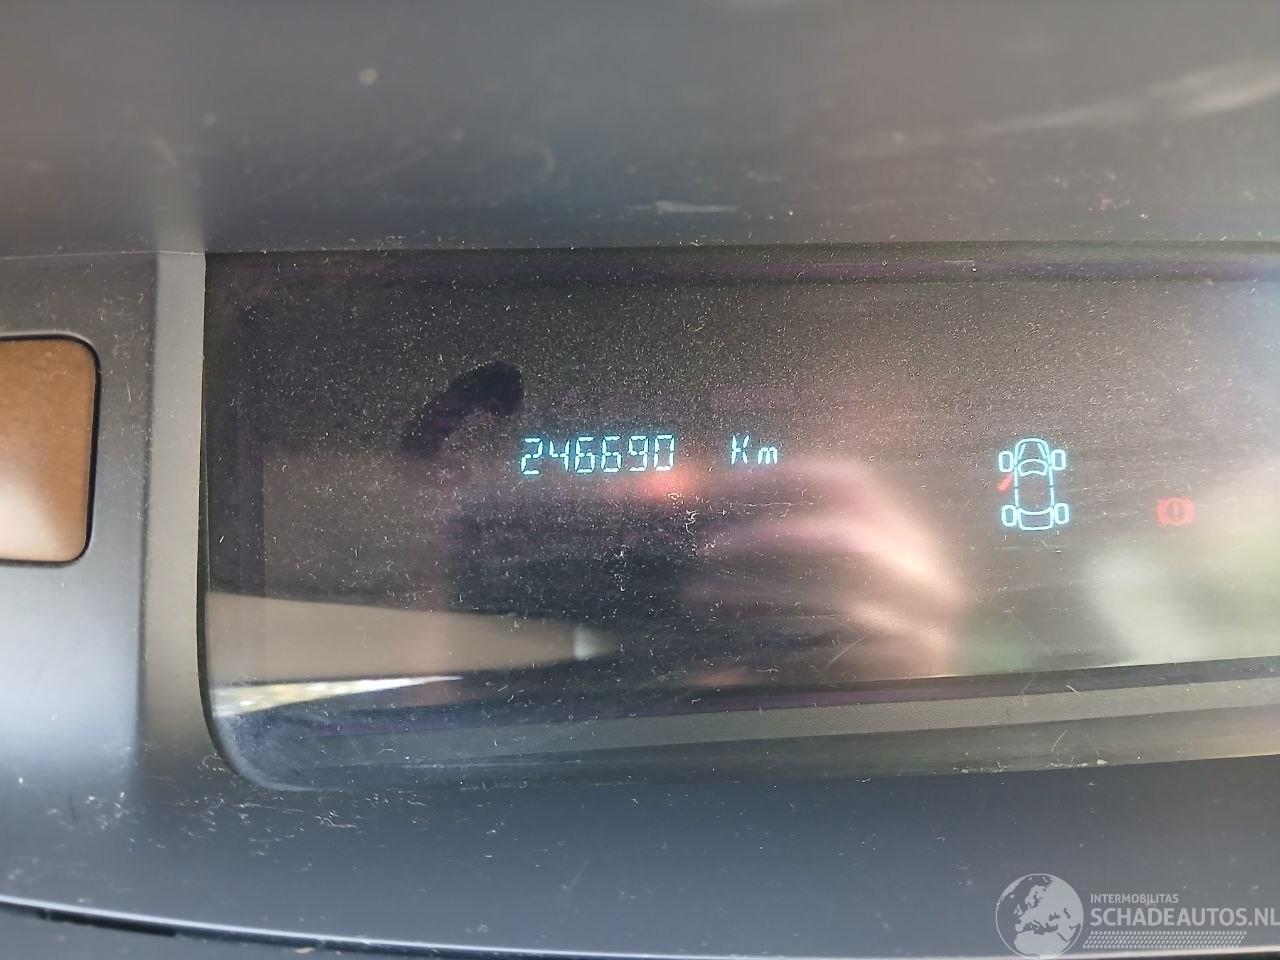 246690 Km
INTERMOBILITAS
SCHADEAUTOS.NL